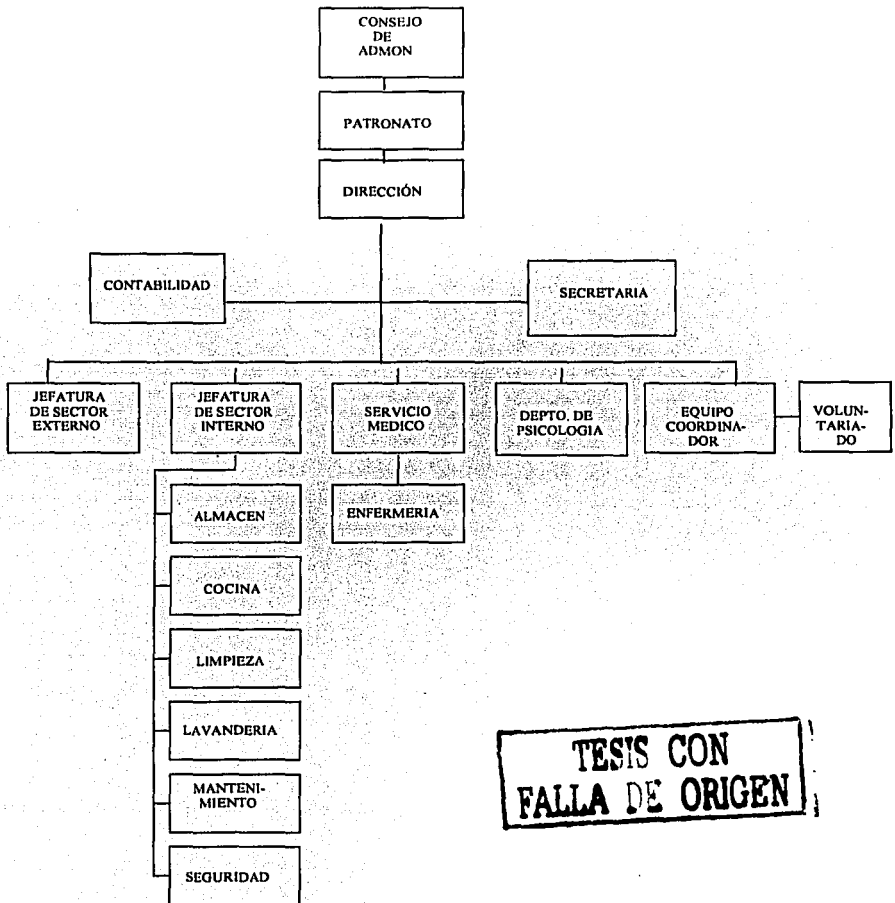 CONSEJO
DE
ADMON
PATRONATO
DIRECCIÓN
CONTABILIDAD
SECRETARIA
JEFATURA
DE SECTOR
EXTERNO
JEFATURA
DE SECTOR
INTERNO
SERVICIO
MEDICO
DEPTO. DE
PSICOLOGIA
EQUIPO
COORDINA-
DOR
VOLUN-
TARIA-
DO
ALMACEN
ENFERMERIA
COCINA
LIMPIEZA
LAVANDERIA
MANTENI-
MIENTO
SEGURIDAD
TESIS CON
FALLA DE ORIGEN